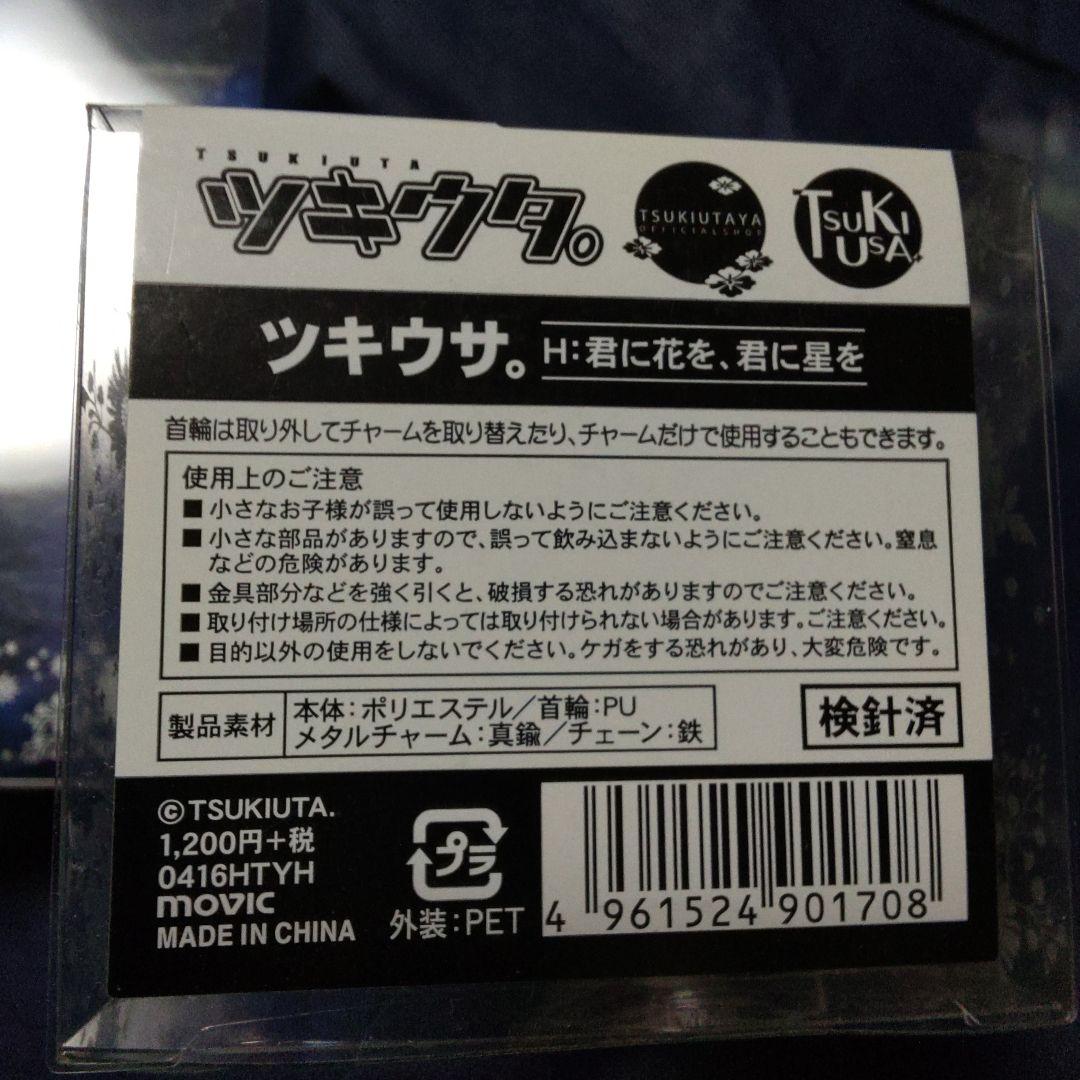 TSUKIUTA
ツキウタ。
TSUKIUTAYA
OFFICIALSHOP
TSUKI
USA.
ツキウサ。 H:君に花を、君に星を
首輪は取り外してチャームを取り替えたり、チャームだけで使用することもできます。
使用上のご注意
■ 小さなお子様が誤って使用しないようにご注意ください。
■ 小さな部品がありますので、誤って飲み込まないようにご注意ください。窒息
などの危険があります。
■ 金具部分などを強く引くと、破損する恐れがありますのでご注意ください。
■ 取り付け場所の仕様によっては取り付けられない場合があります。ご注意ください。
■ 目的以外の使用をしないでください。ケガをする恐れがあり、大変危険です。
製品素材
本体:ポリエステル/首輪:PU
メタルチャーム:真鍮/チェーン:鉄
検針済
©TSUKIUTA.
1,200円+税
0416HTYH
movic
MADE IN CHINA
プラ
外装:PET
4 961524 901708